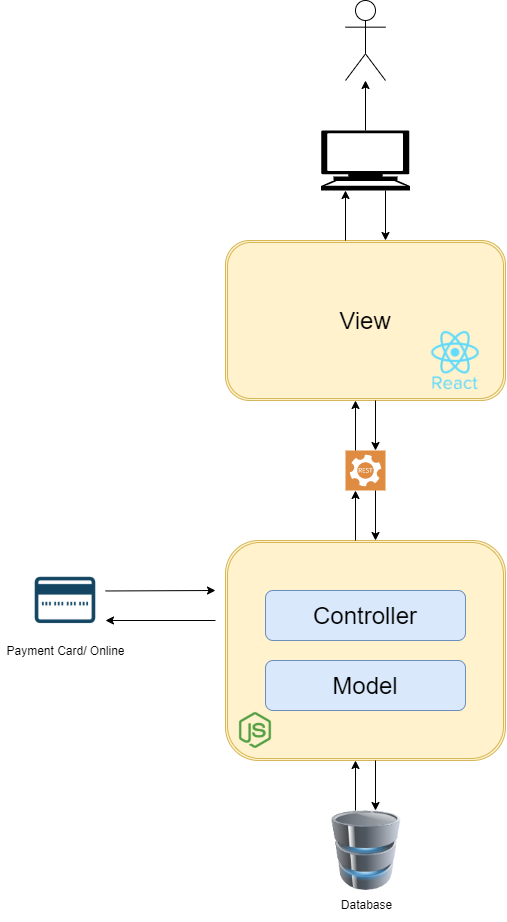 View
React
REST
Controller
Payment Card/ Online
Model
JS
Database